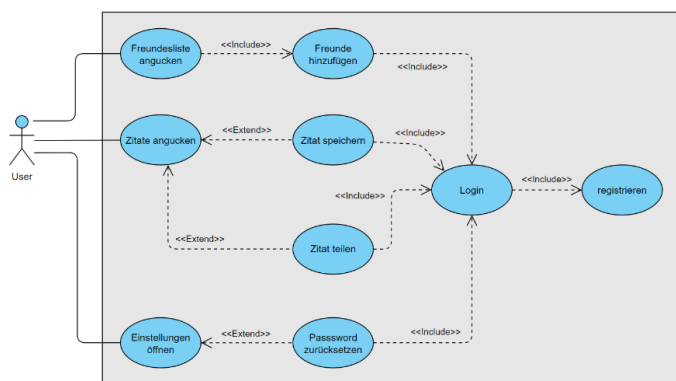 Freundesliste
angucken
<<Include>>
Freunde
hinzufügen
<<Include>>
Zitate angucken
<<Extend>>
Zitat speichern
<<Include>>
User
Login
<<Include>>
registrieren
<<Include>>
<<Extend>>
Zitat teilen
Einstellungen
öffnen
<<Extend>>
Passsword
zurücksetzen
<<Include>>